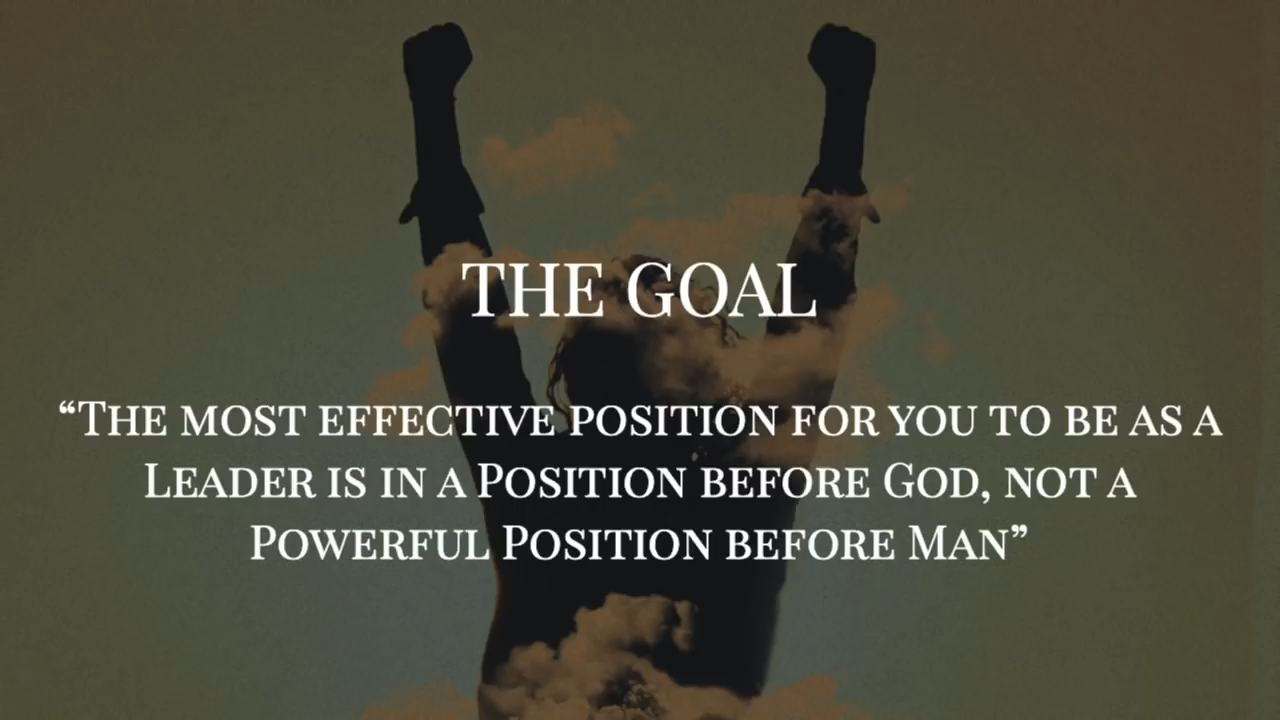 THE GOAL
“The most effective position for you to be as a
Leader is in a Position before God, not a
Powerful Position before Man”